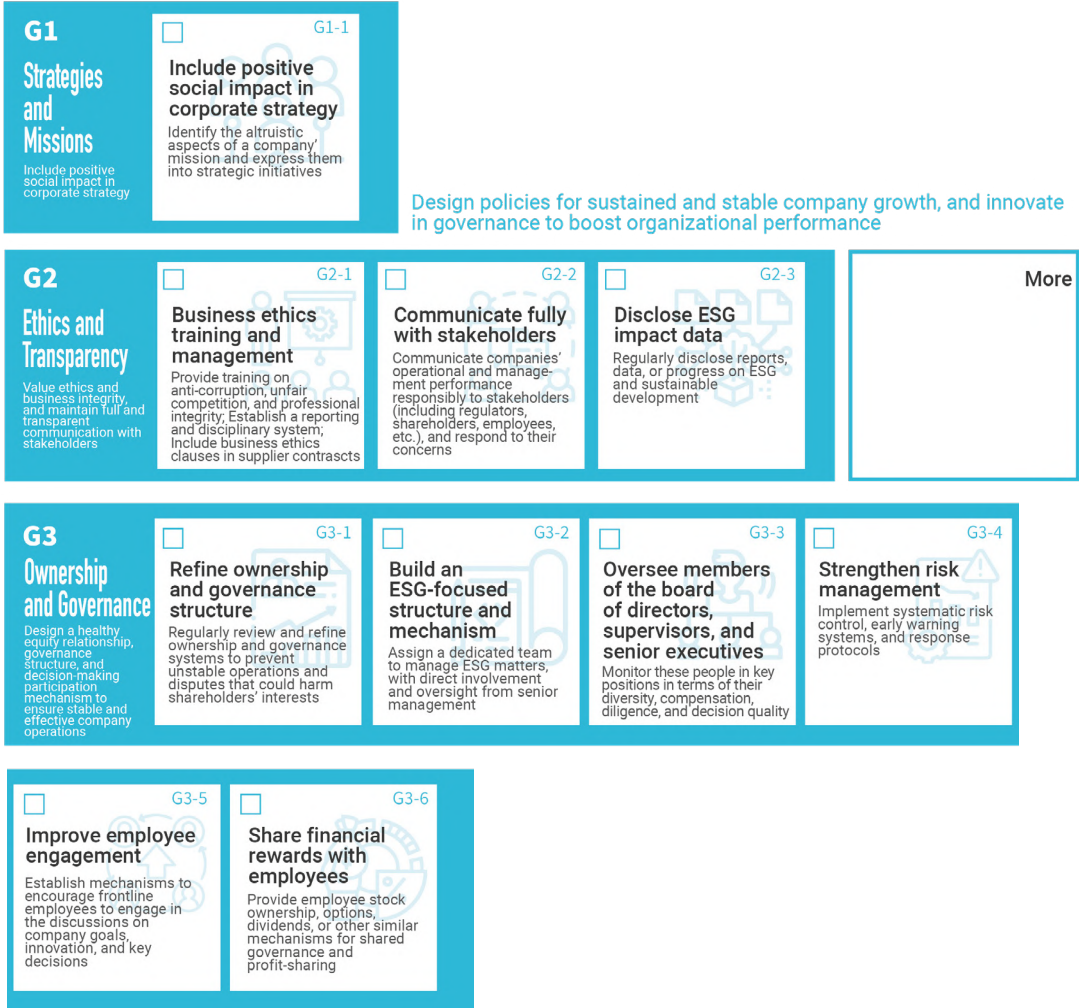 G1
Strategies
and
Missions
Include positive
social impact in
corporate strategy
G1-1
Include positive
social impact in
corporate strategy
Identify the altruistic
aspects of a company'
mission and express them
into strategic initiatives
Design policies for sustained and stable company growth, and innovate
in governance to boost organizational performance
G2
Ethics and
Transparency
Value ethics and
business integrity,
and maintain full and
transparent
communication with
stakeholders
G2-1
Business ethics
training and
management
Provide training on
anti-corruption, unfair
competition, and professional
integrity; Establish a reporting
and disciplinary system;
Include business ethics
clauses in supplier contrascts
G2-2
Communicate fully
with stakeholders
Communicate companies'
operational and manage-
ment performance
responsibly to stakeholders
(including regulators,
shareholders, employees,
etc.), and respond to their
concerns
G2-3
Disclose ESG
impact data
Regularly disclose reports,
data, or progress on ESG
and sustainable
development
More
G3
Ownership
and Governance
Design a healthy
equity relationship,
governance
structure, and
decision-making
participation
mechanism to
ensure stable and
effective company
operations
G3-1
Refine ownership
and governance
structure
Regularly review and refine
ownership and governance
systems to prevent
unstable operations and
disputes that could harm
shareholders' interests
G3-2
Build an
ESG-focused
structure and
mechanism
Assign a dedicated team
to manage ESG matters,
with direct involvement
and oversight from senior
management
G3-3
Oversee members
of the board
of directors,
supervisors, and
senior executives
Monitor these people in key
positions in terms of their
diversity, compensation,
diligence, and decision quality
G3-4
Strengthen risk
management
Implement systematic risk
control, early warning
systems, and response
protocols
G3-5
Improve employee
engagement
Establish mechanisms to
encourage frontline
employees to engage in
the discussions on
company goals,
innovation, and key
decisions
G3-6
Share financial
rewards with
employees
Provide employee stock
ownership, options,
dividends, or other similar
mechanisms for shared
governance and
profit-sharing